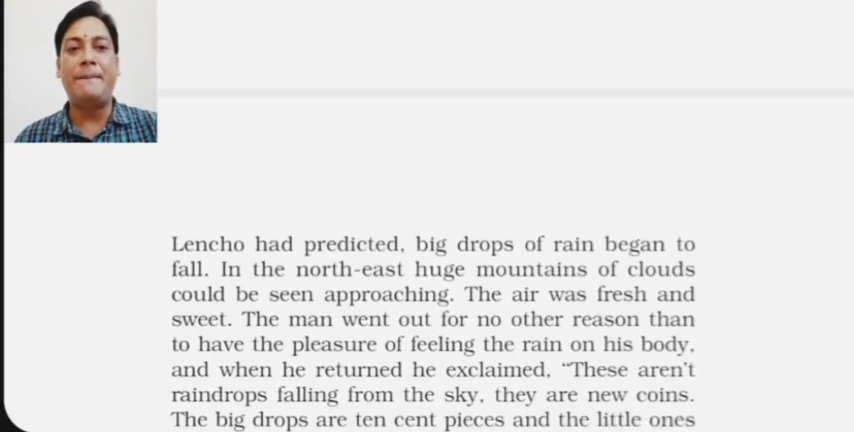 Lencho had predicted, big drops of rain began to
fall. In the north-east huge mountains of clouds
could be seen approaching. The air was fresh and
sweet. The man went out for no other reason than
to have the pleasure of feeling the rain on his body,
and when he returned he exclaimed, “These aren't
raindrops falling from the sky, they are new coins.
The big drops are ten cent pieces and the little ones